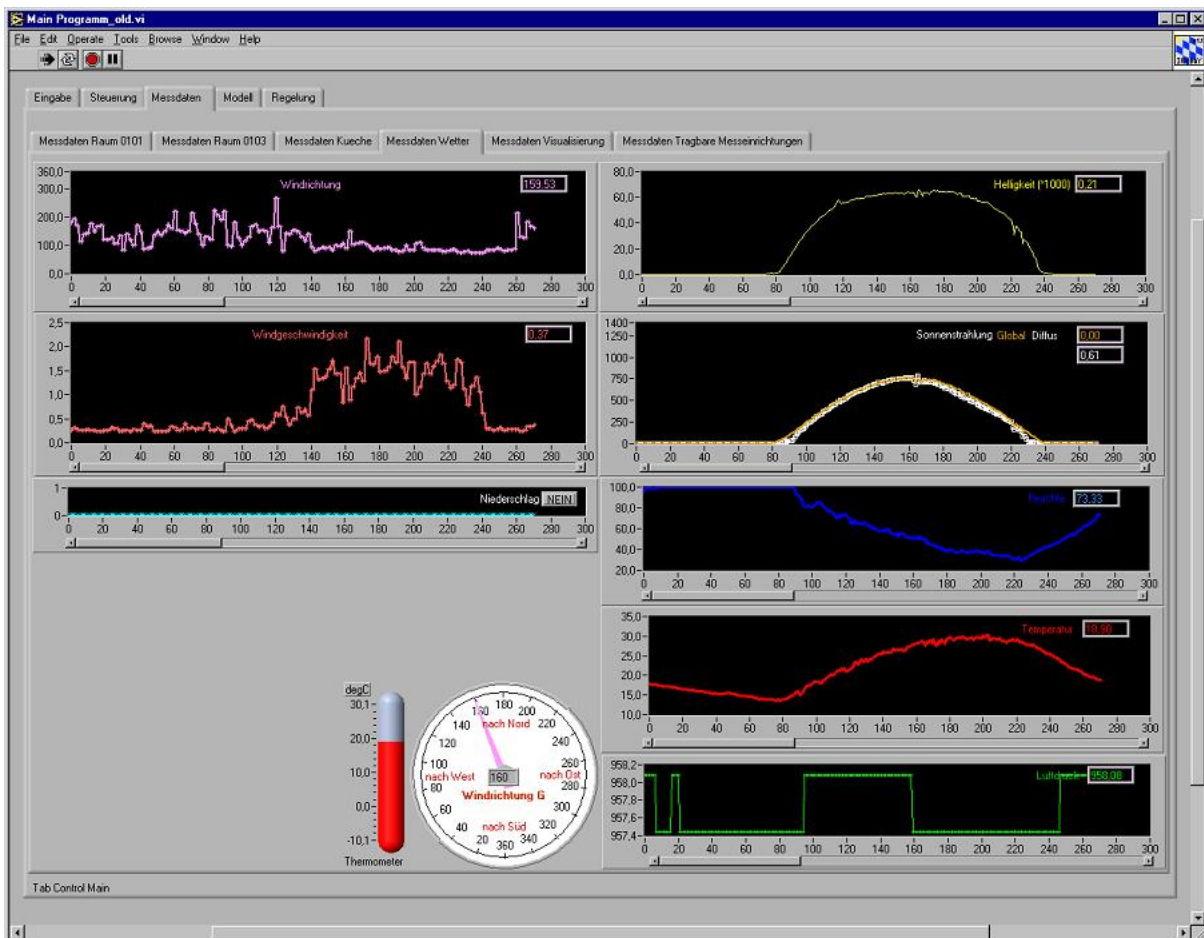 Main Programm_old.vi
File Edit Operate Tools Browse Window Help
Eingabe Steuerung Messdaten Modell Regelung
Messdaten Raum 0101 Messdaten Raum 0103 Messdaten Kueche Messdaten Wetter Messdaten Visualisierung Messdaten Tragbare Messeinrichtungen
Windrichtung 159,53
360,0
300,0
200,0
100,0
0,0
0 20 40 60 80 100 120 140 160 180 200 220 240 260 280 300
Windgeschwindigkeit 0,37
2,5
2,0
1,5
1,0
0,5
0,0
0 20 40 60 80 100 120 140 160 180 200 220 240 260 280 300
Niederschlag NEIN
1
0
0 20 40 60 80 100 120 140 160 180 200 220 240 260 280 300
Helligkeit (*1000) 0,21
80,0
60,0
40,0
20,0
0,0
0 20 40 60 80 100 120 140 160 180 200 220 240 260 280 300
Sonnenstrahlung Global Diffus 0,00
0,61
1400
1250
1000
750
500
250
0
0 20 40 60 80 100 120 140 160 180 200 220 240 260 280 300
73,33
100,0
80,0
60,0
40,0
20,0
0 20 40 60 80 100 120 140 160 180 200 220 240 260 280 300
Temperatur 18,90
35,0
30,0
25,0
20,0
15,0
10,0
0 20 40 60 80 100 120 140 160 180 200 220 240 260 280 300
Luftdruck 958,08
958,2
958,0
957,8
957,6
957,4
0 20 40 60 80 100 120 140 160 180 200 220 240 260 280 300
degC
30,1
20,0
10,0
0,0
-10,1
Thermometer
20 40 60 80 100 120 140 160 180 200 220 240 260 280 300 320 340 360
nach Nord
nach West 160 nach Ost
Windrichtung G
nach Süd
Tab Control Main